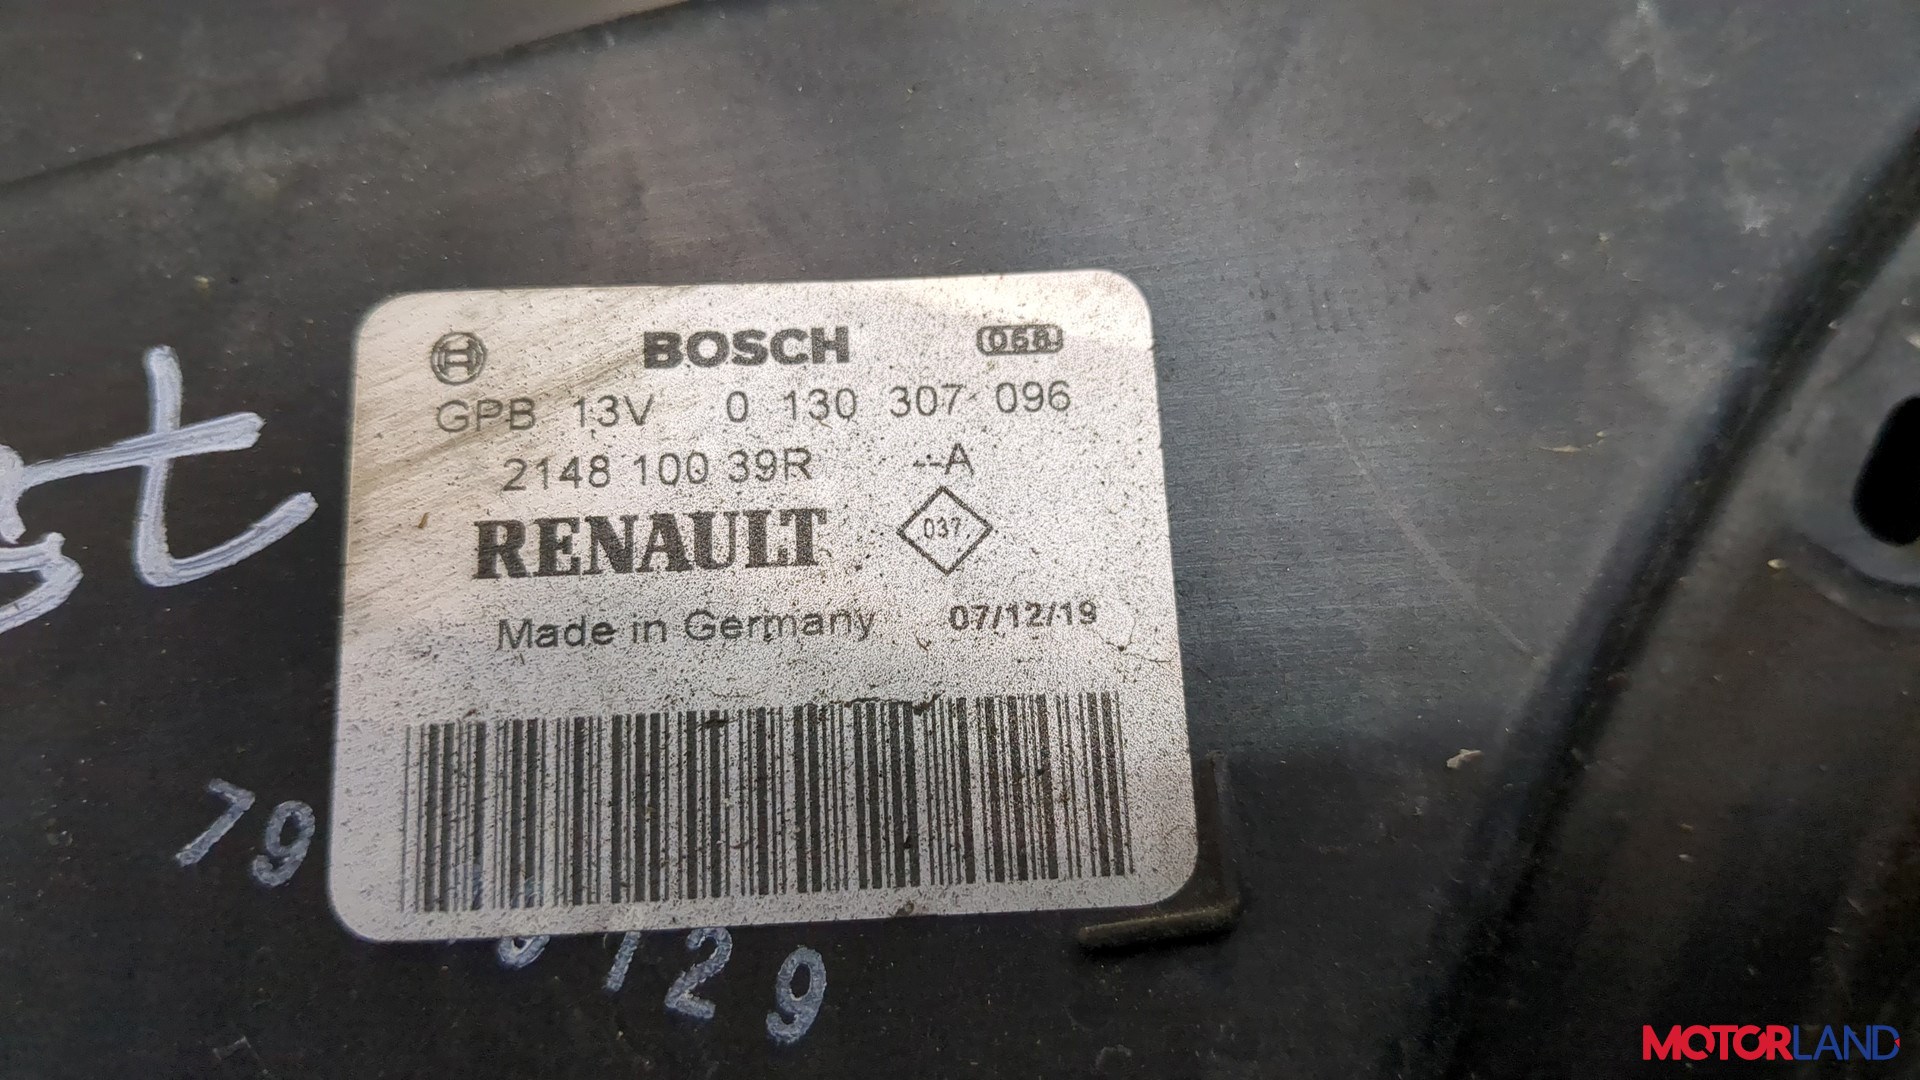 BOSCH 068
GPB 13V 0 130 307 096
2148 100 39R --A
RENAULT 037
Made in Germany 07/12/19
79
129
MOTORLAND